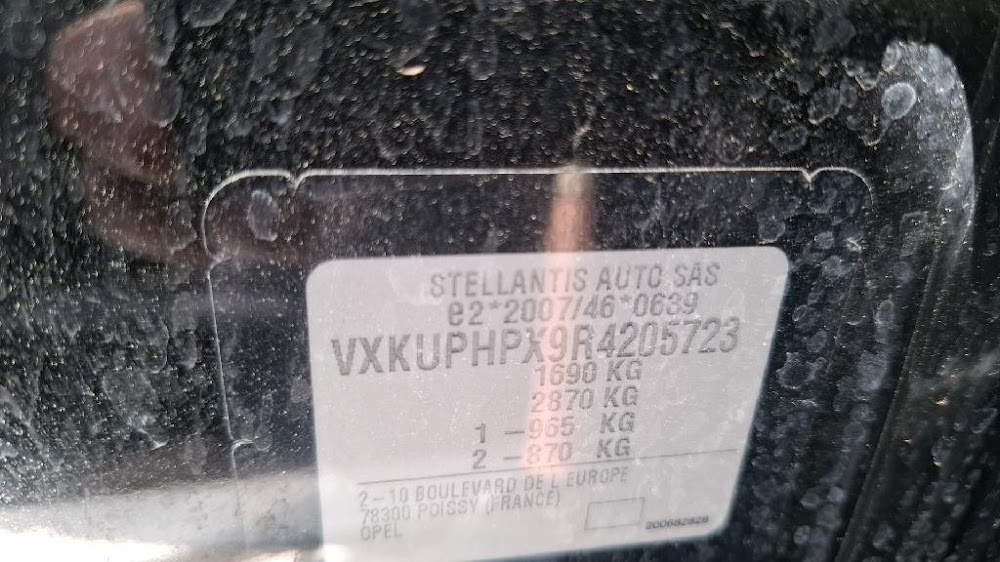 STELLANTIS AUTO SAS
e2*2007/46*0639
VXKUPHPX9R4205723
1690 KG
2870 KG
1 -965 KG
2 -870 KG
2-10 BOULEVARD DE L EUROPE
78300 POISSY (FRANCE)
OPEL
200682828